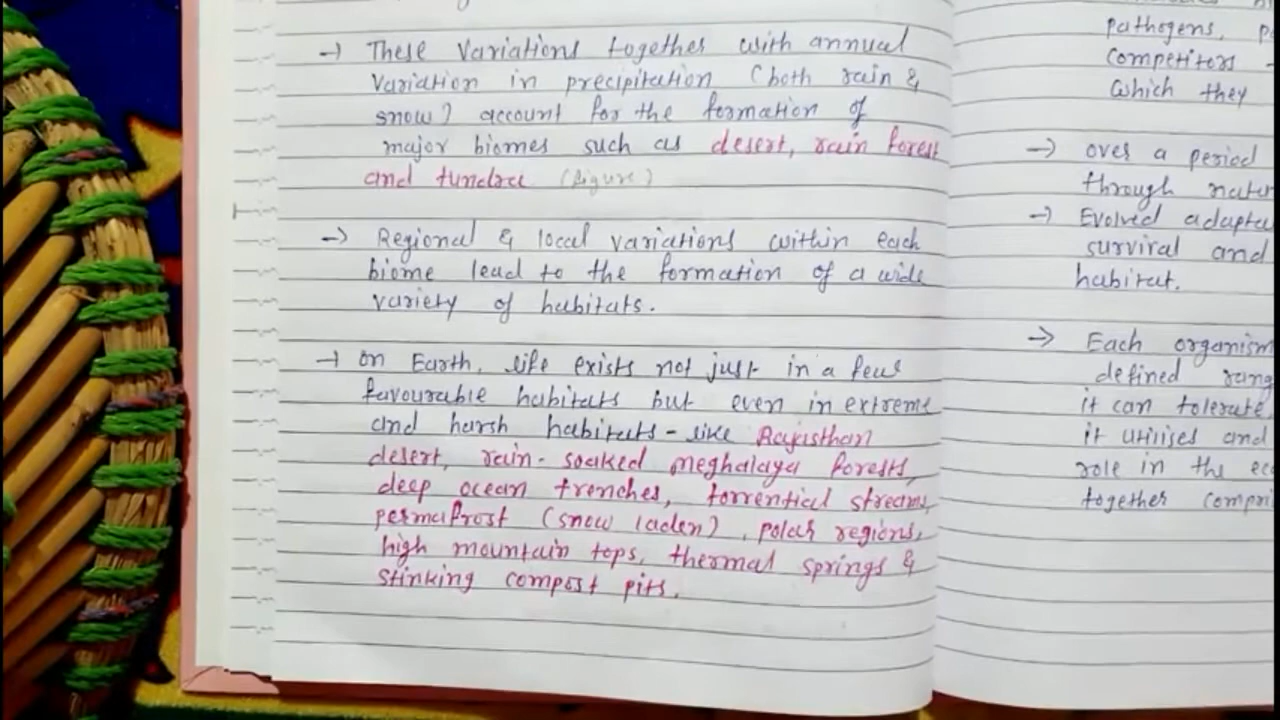 → These variations together with annual
variation in precipitation (both rain &
snow) account for the formation of
major biomes such as desert, rain forest
and tundra (figure)
→ Regional & local variations within each
biome lead to the formation of a wide
variety of habitats.
→ On Earth, life exists not just in a few
favourable habitats but even in extreme
and harsh habitats - like Rajasthan
desert, rain-soaked meghalaya forests,
deep ocean trenches, torrential streams,
permafrost (snow laden), polar regions,
high mountain tops, thermal springs &
stinking compost pits.
pathogens, p
competitors -
which they
→ over a period
through natu
→ Evolved adapta
survival and
habitat.
→ Each organism
defined rang
it can tolerate
it utilises and
role in the ec
together compri